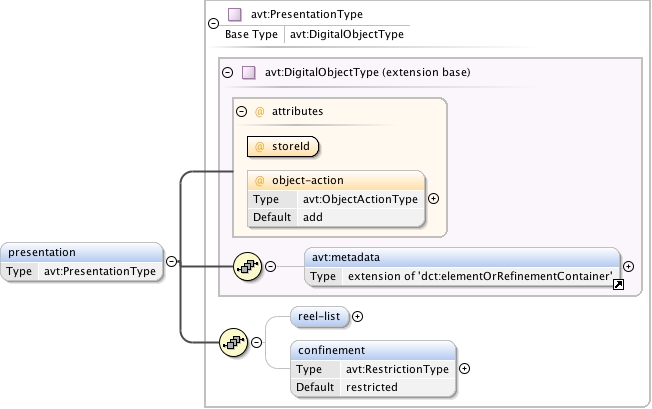 avt:PresentationType
Base Type avt:DigitalObjectType
avt:DigitalObjectType (extension base)
@ attributes
@ storeId
@ object-action
Type avt:ObjectActionType
Default add
presentation
Type avt:PresentationType
avt:metadata
Type extension of 'dct:elementOrRefinementContainer'
reel-list
confinement
Type avt:RestrictionType
Default restricted